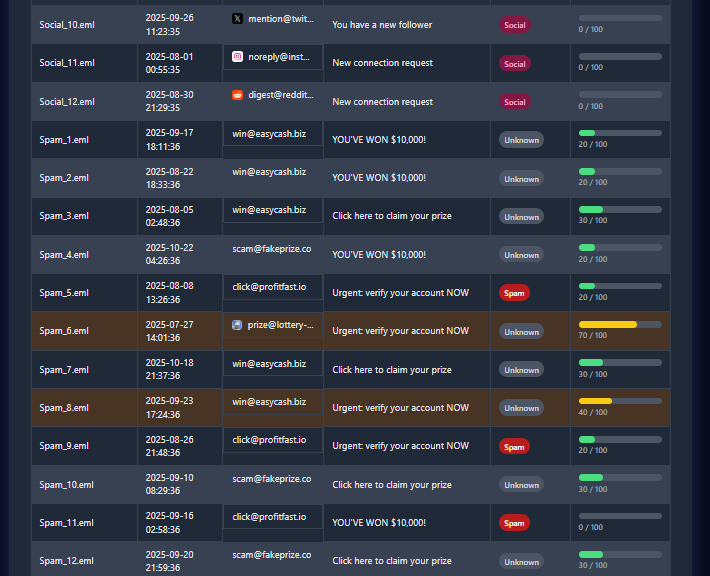 Social_10.eml 2025-09-26 11:23:35 mention@twit... You have a new follower Social 0 / 100
Social_11.eml 2025-08-01 00:55:35 noreply@inst... New connection request Social 0 / 100
Social_12.eml 2025-08-30 21:29:35 digest@reddit... New connection request Social 0 / 100
Spam_1.eml 2025-09-17 18:11:36 win@easycash.biz YOU'VE WON $10,000! Unknown 20 / 100
Spam_2.eml 2025-08-22 18:33:36 win@easycash.biz YOU'VE WON $10,000! Unknown 20 / 100
Spam_3.eml 2025-08-05 02:48:36 win@easycash.biz Click here to claim your prize Unknown 30 / 100
Spam_4.eml 2025-10-22 04:26:36 scam@fakeprize.co YOU'VE WON $10,000! Unknown 20 / 100
Spam_5.eml 2025-08-08 13:26:36 click@profitfast.io Urgent: verify your account NOW Spam 20 / 100
Spam_6.eml 2025-07-27 14:01:36 prize@lottery-... Urgent: verify your account NOW Unknown 70 / 100
Spam_7.eml 2025-10-18 21:37:36 win@easycash.biz Click here to claim your prize Unknown 30 / 100
Spam_8.eml 2025-09-23 17:24:36 win@easycash.biz Urgent: verify your account NOW Unknown 40 / 100
Spam_9.eml 2025-08-26 21:48:36 click@profitfast.io Urgent: verify your account NOW Spam 20 / 100
Spam_10.eml 2025-09-10 08:29:36 scam@fakeprize.co Click here to claim your prize Unknown 30 / 100
Spam_11.eml 2025-09-16 02:58:36 click@profitfast.io YOU'VE WON $10,000! Spam 0 / 100
Spam_12.eml 2025-09-20 21:59:36 scam@fakeprize.co Click here to claim your prize Unknown 30 / 100